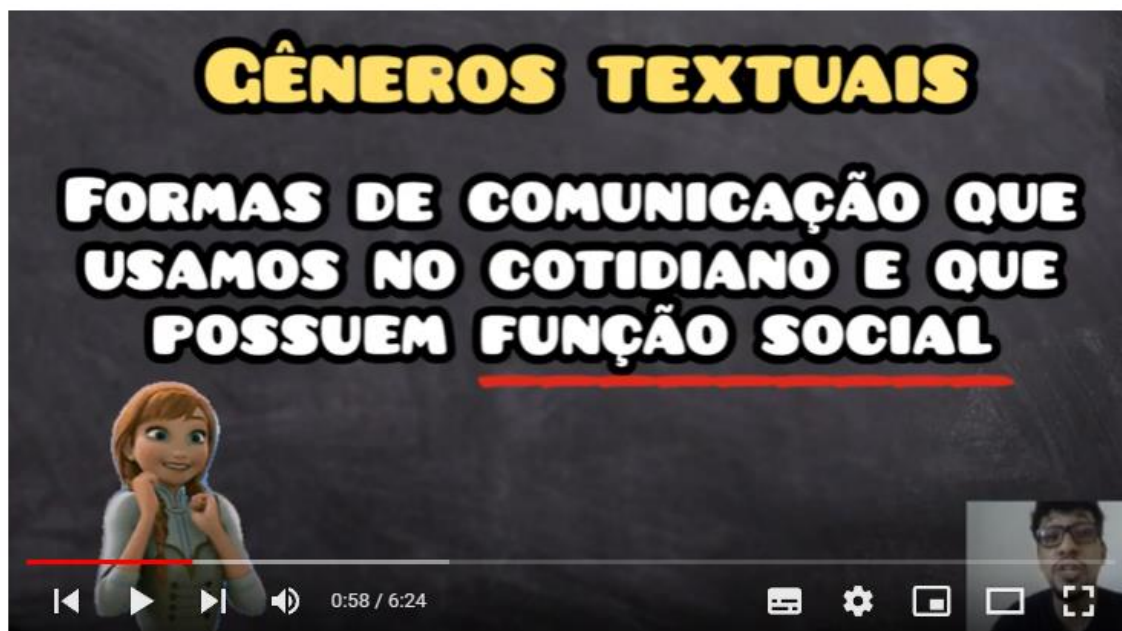 GÊNEROS TEXTUAIS
FORMAS DE COMUNICAÇÃO QUE
USAMOS NO COTIDIANO E QUE
POSSUEM FUNÇÃO SOCIAL
0:58 / 6:24